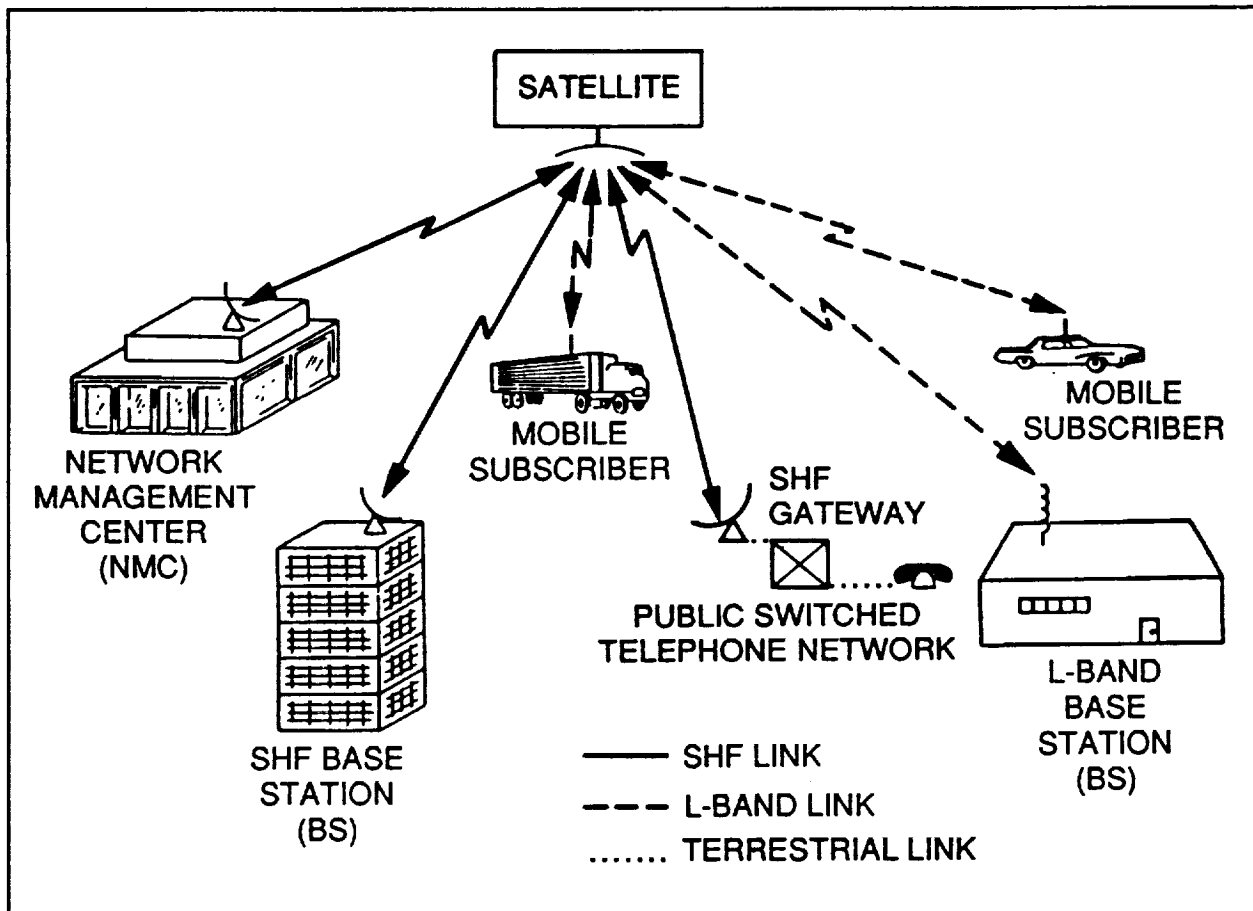 SATELLITE
NETWORK
MANAGEMENT
CENTER
(NMC)
SHF BASE
STATION
(BS)
MOBILE
SUBSCRIBER
SHF
GATEWAY
PUBLIC SWITCHED
TELEPHONE NETWORK
MOBILE
SUBSCRIBER
L-BAND
BASE
STATION
(BS)
SHF LINK
L-BAND LINK
TERRESTRIAL LINK